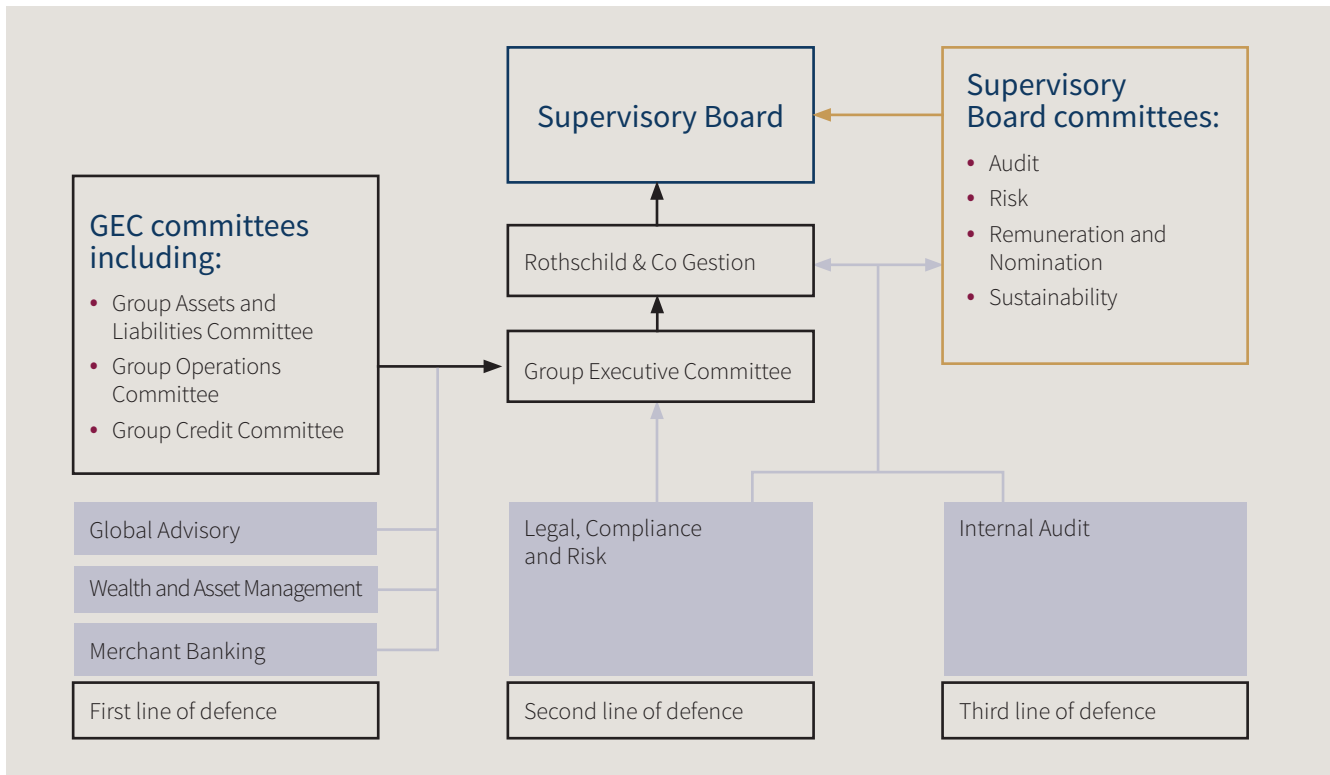 Supervisory Board
Supervisory
Board committees:
• Audit
• Risk
• Remuneration and
Nomination
• Sustainability
GEC committees
including:
• Group Assets and
Liabilities Committee
• Group Operations
Committee
• Group Credit Committee
Rothschild & Co Gestion
Group Executive Committee
Global Advisory
Wealth and Asset Management
Merchant Banking
First line of defence
Legal, Compliance
and Risk
Second line of defence
Internal Audit
Third line of defence